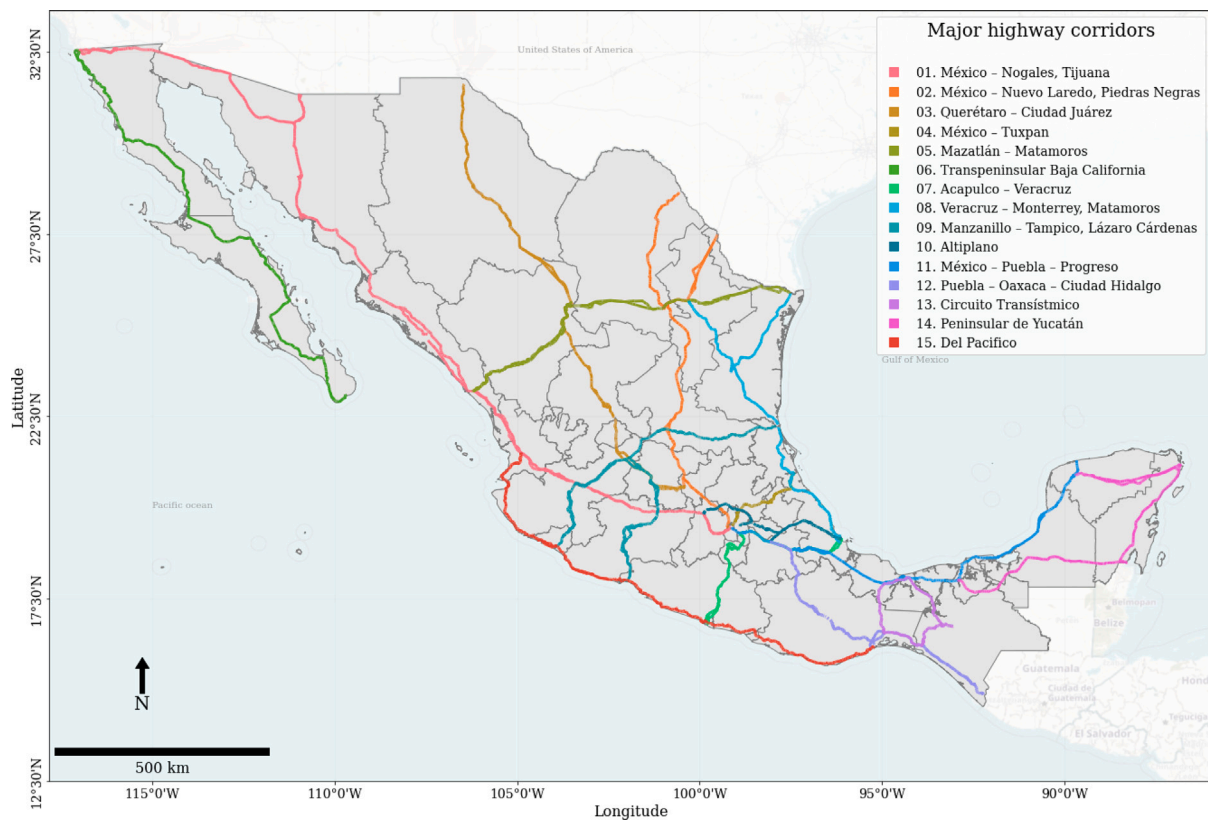 Major highway corridors
01. México – Nogales, Tijuana
02. México – Nuevo Laredo, Piedras Negras
03. Querétaro – Ciudad Juárez
04. México – Tuxpan
05. Mazatlán – Matamoros
06. Transpeninsular Baja California
07. Acapulco – Veracruz
08. Veracruz – Monterrey, Matamoros
09. Manzanillo – Tampico, Lázaro Cárdenas
10. Altiplano
11. México – Puebla – Progreso
12. Puebla – Oaxaca – Ciudad Hidalgo
13. Circuito Transístmico
14. Peninsular de Yucatán
15. Del Pacifico
United States of America
Gulf of Mexico
Pacific ocean
Belmopan
Belize
Guatemala
Ciudad de
Guatemala
El Salvador
Tegucig
Latitude
32°30'N
27°30'N
22°30'N
17°30'N
12°30'N
N
500 km
115°0'W
110°0'W
105°0'W
100°0'W
95°0'W
90°0'W
Longitude